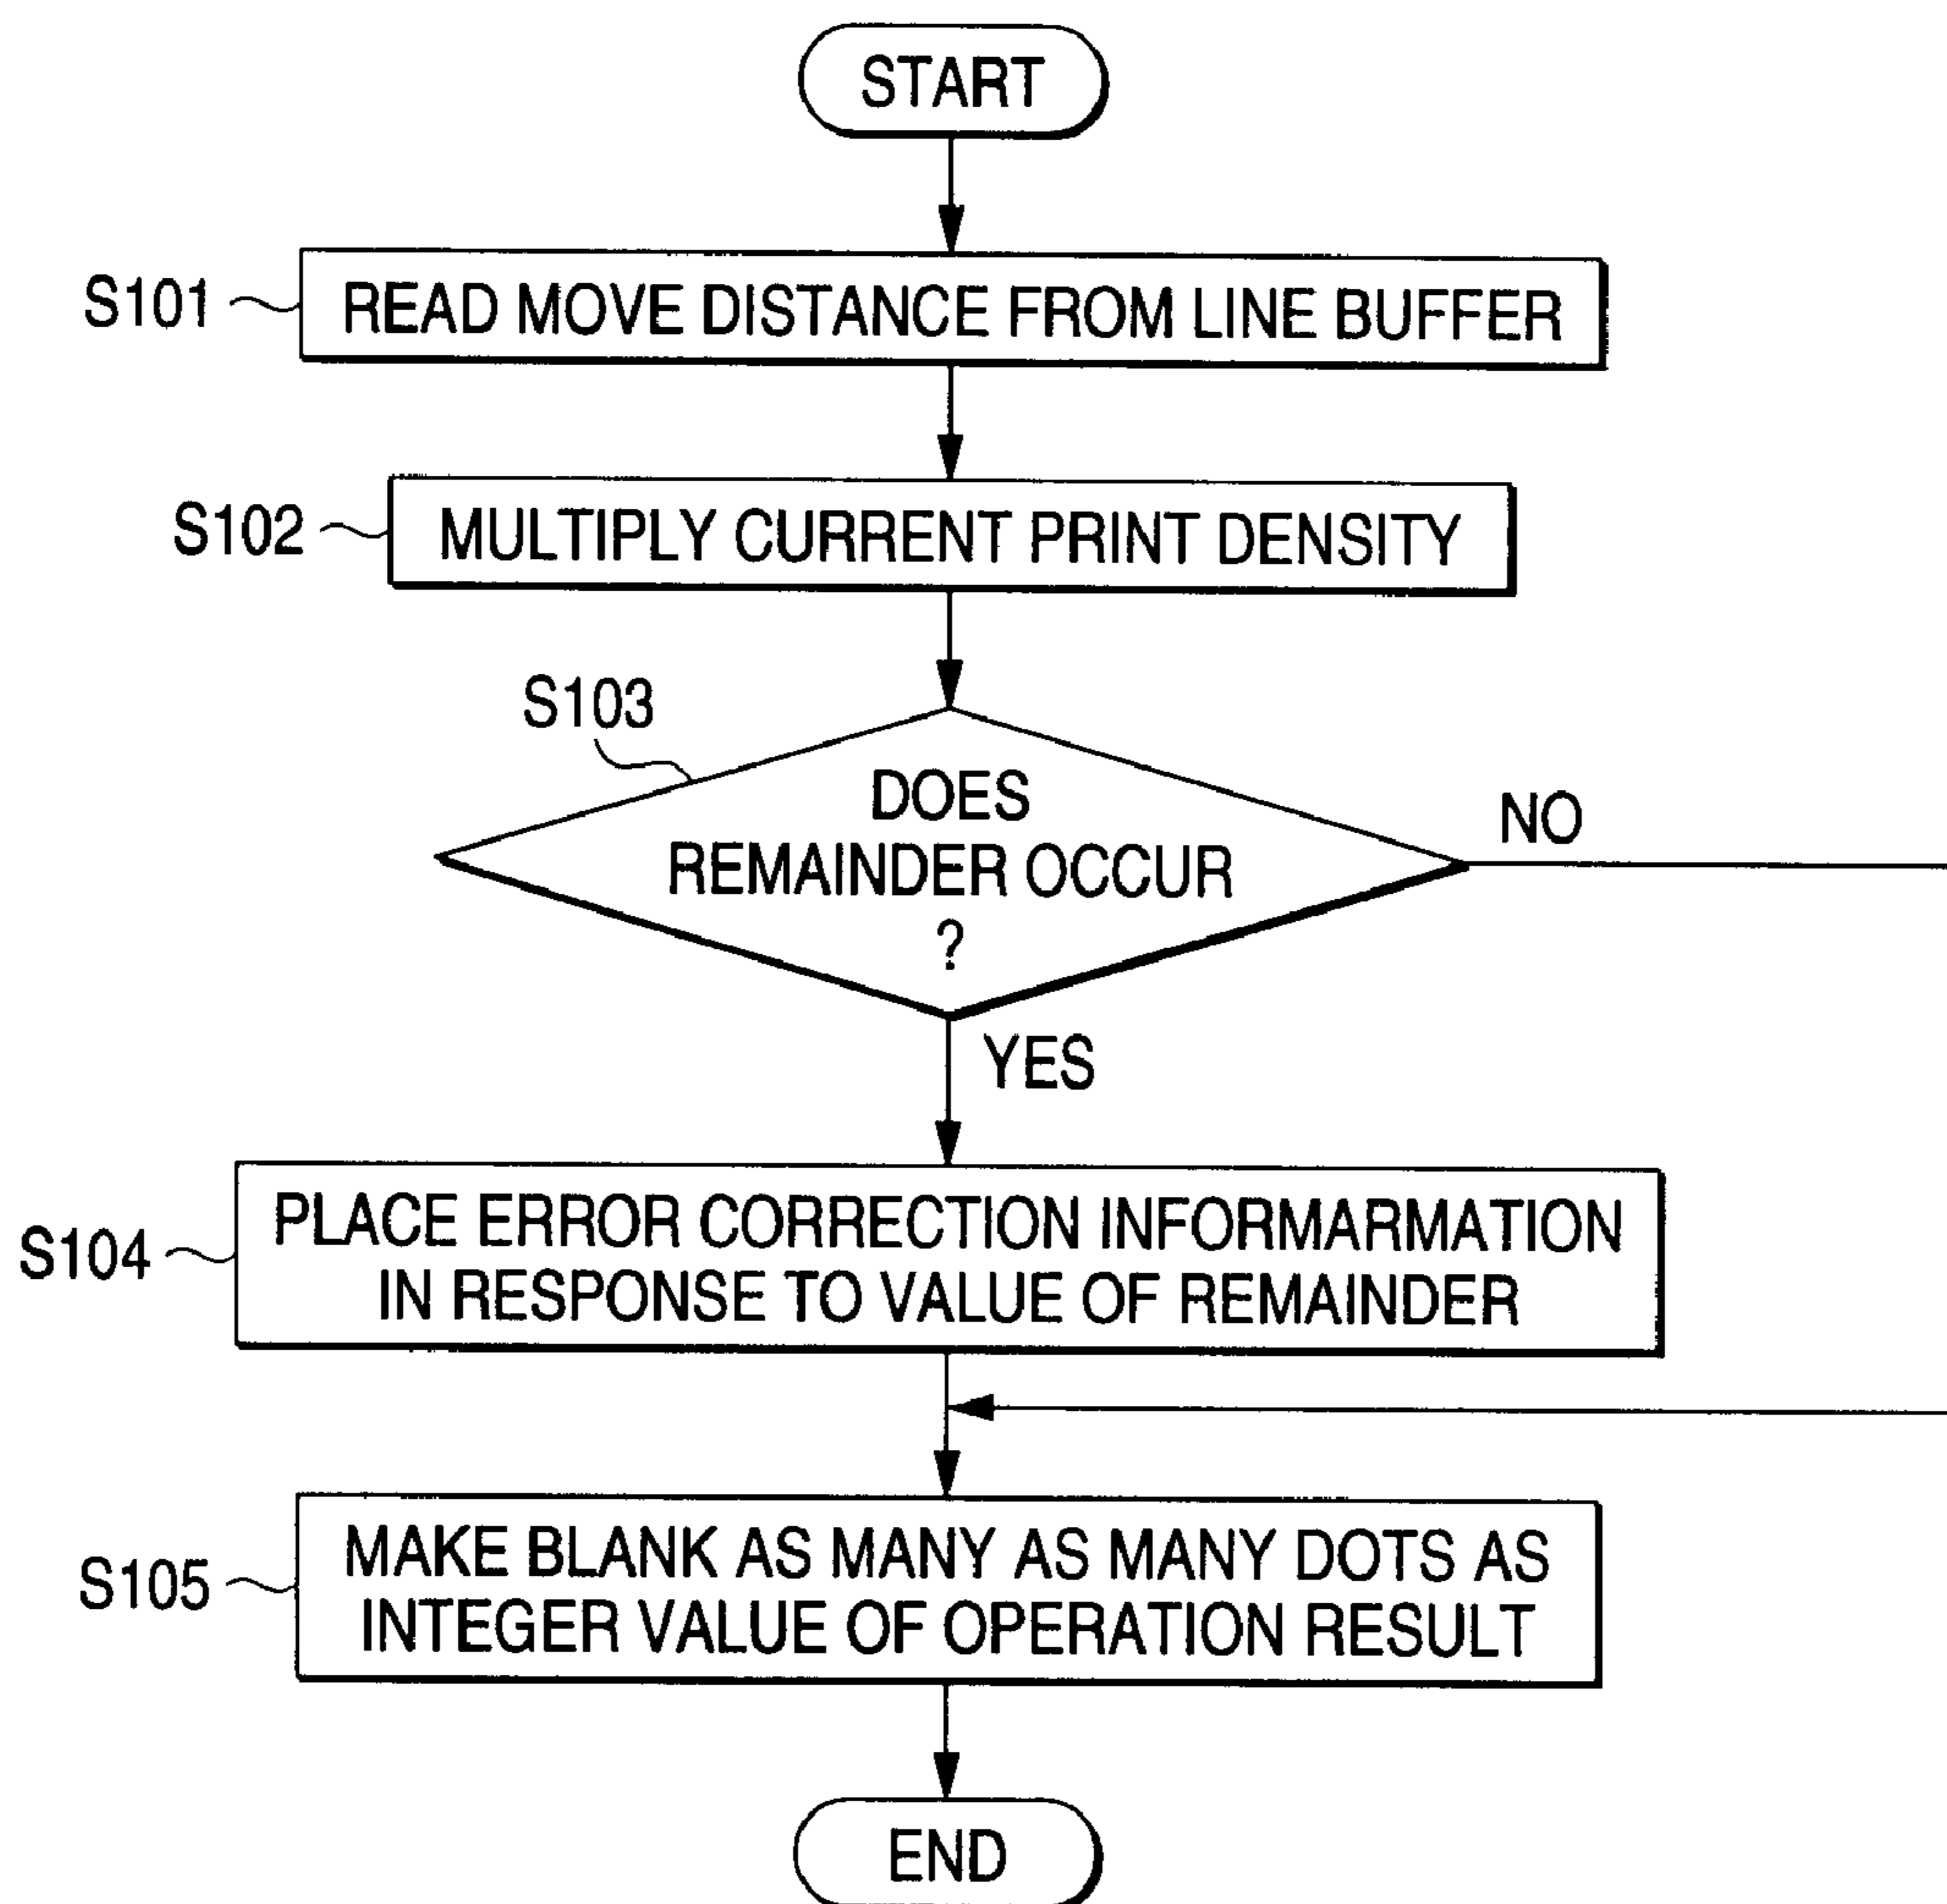 START
S101
READ MOVE DISTANCE FROM LINE BUFFER
S102
MULTIPLY CURRENT PRINT DENSITY
S103
DOES
REMAINDER OCCUR
?
NO
YES
S104
PLACE ERROR CORRECTION INFORMARMATION
IN RESPONSE TO VALUE OF REMAINDER
S105
MAKE BLANK AS MANY AS MANY DOTS AS
INTEGER VALUE OF OPERATION RESULT
END